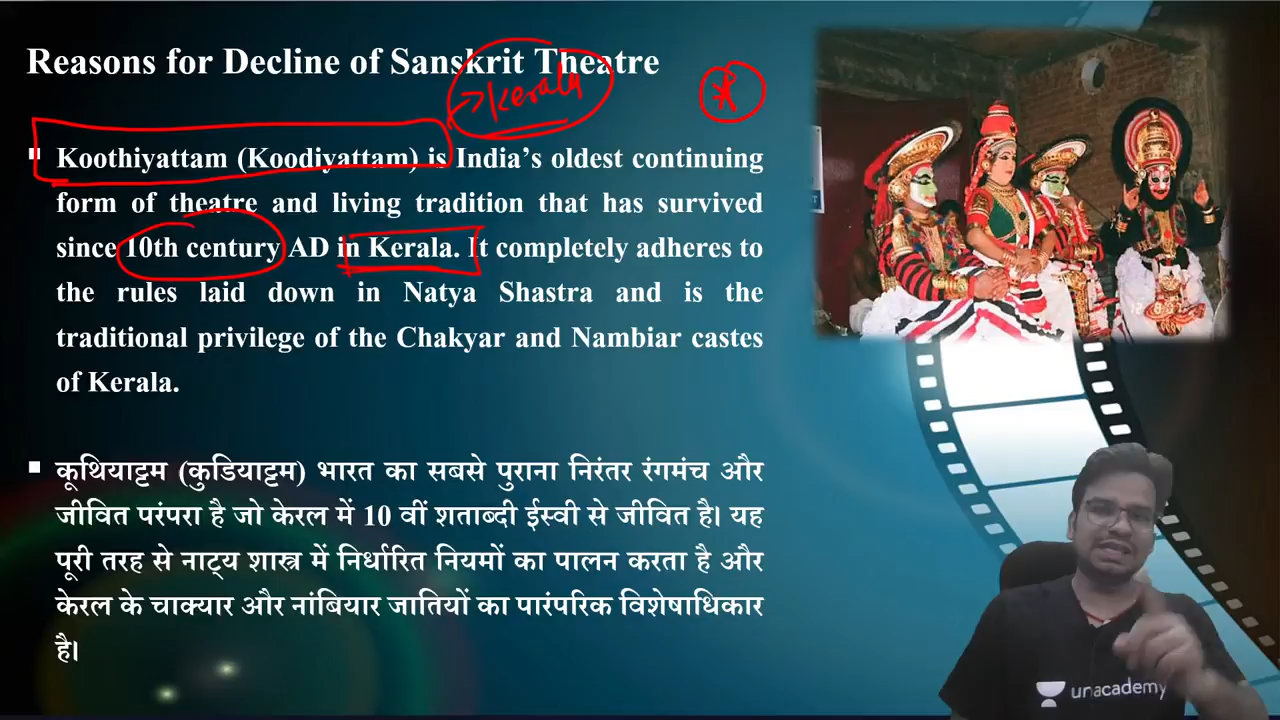 Reasons for Decline of Sanskrit Theatre
→ Kerala
Koothiyattam (Koodiyattam) is India's oldest continuing
form of theatre and living tradition that has survived
since 10th century AD in Kerala. It completely adheres to
the rules laid down in Natya Shastra and is the
traditional privilege of the Chakyar and Nambiar castes
of Kerala.
कूथियाट्टम (कुडियाट्टम) भारत का सबसे पुराना निरंतर रंगमंच और
जीवित परंपरा है जो केरल में 10 वीं शताब्दी ईस्वी से जीवित है। यह
पूरी तरह से नाट्य शास्त्र में निर्धारित नियमों का पालन करता है और
केरल के चाक्यार और नांबियार जातियों का पारंपरिक विशेषाधिकार
है।
unacademy